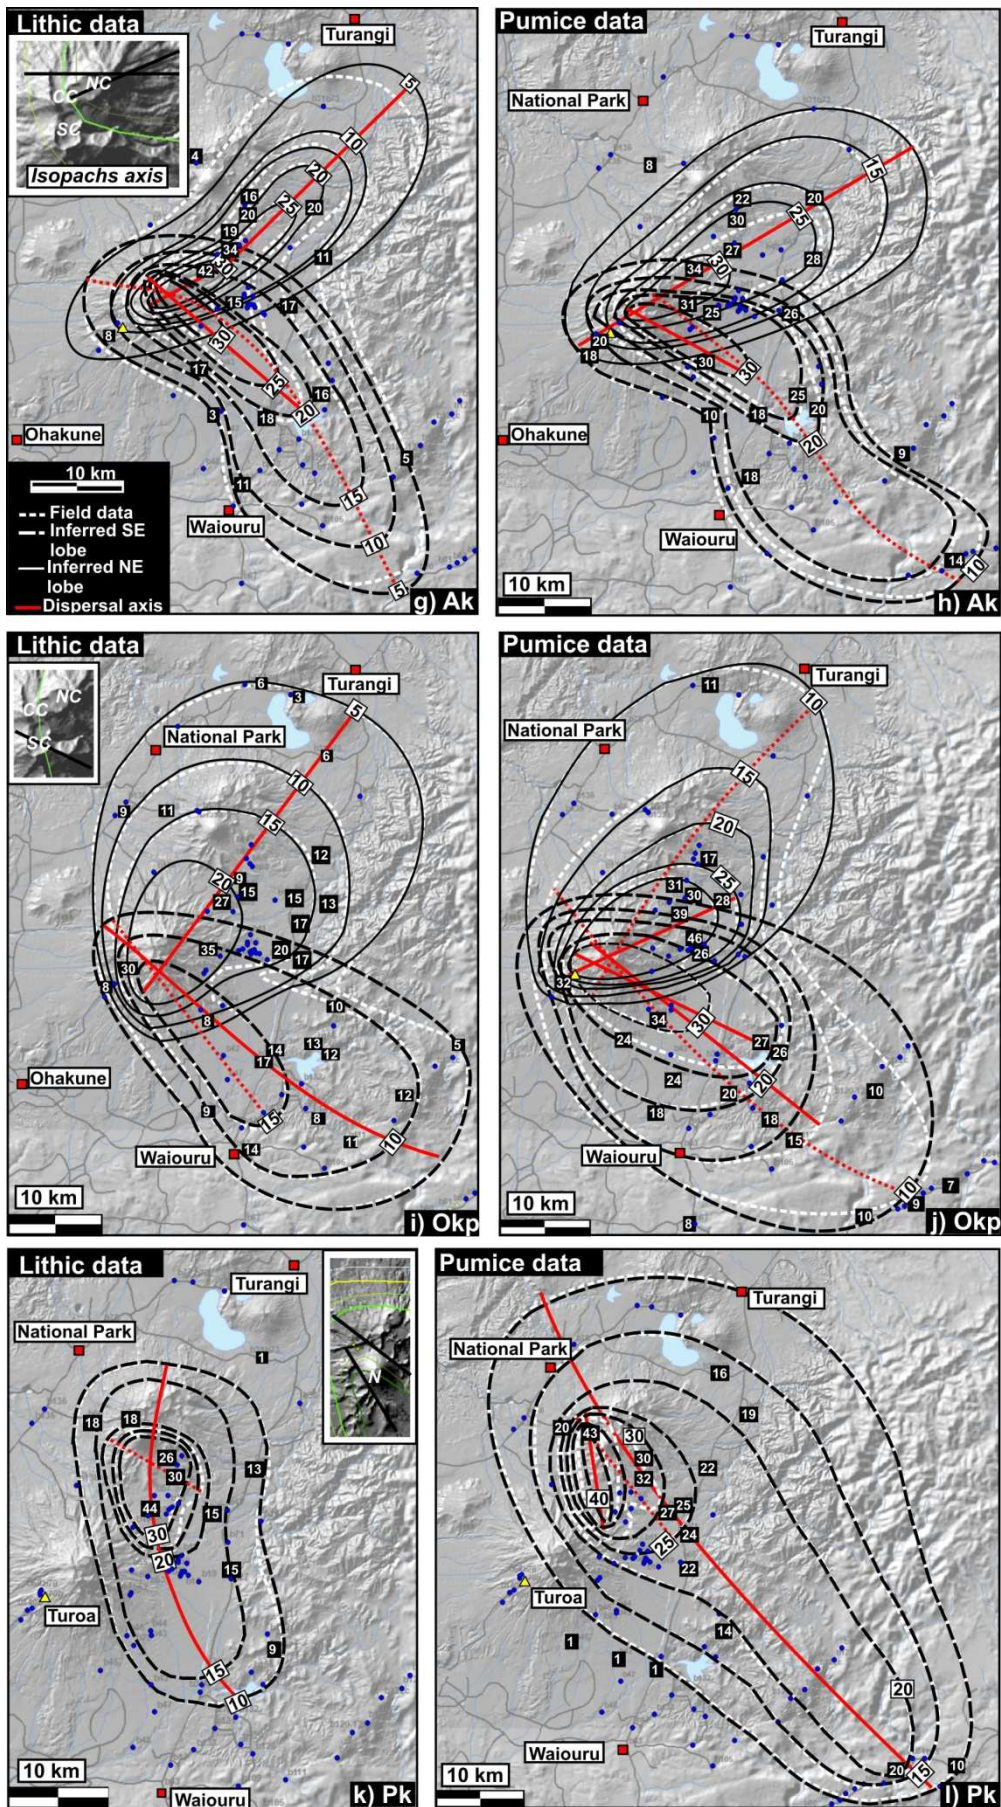 Lithic data
Turangi
NC
CC
SC
Isopachs axis
5
10
20
25
4
16
20
20
19
34
11
30
42
15
17
8
30
17
25
16
20
3
18
5
11
15
10
5
Ohakune
10 km
Waiouru
Field data
Inferred SE
lobe
Inferred NE
lobe
Dispersal axis
g) Ak
Pumice data
Turangi
National Park
8
15
22
20
30
25
27
28
34
30
31
25
26
20
18
30
30
25
10
18
20
20
9
18
14
10
Ohakune
Waiouru
10 km
h) Ak
Lithic data
NC
CC
SC
Turangi
6
3
5
National Park
6
10
9
11
15
12
20
9
15
27
15
13
17
35
20
17
30
8
10
8
13
12
14
17
5
Ohakune
12
9
8
15
10
11
14
Waiouru
10 km
i) Okp
Pumice data
Turangi
11
10
National Park
15
20
17
25
31
30
28
39
46
26
32
34
30
24
27
26
24
20
20
10
18
18
15
Waiouru
10
7
9
10
8
10 km
j) Okp
Lithic data
Turangi
N
National Park
1
18
18
26
30
13
44
15
30
20
15
Turoa
9
15
10
10 km
Waiouru
k) Pk
Pumice data
Turangi
National Park
16
19
20
43
30
30
22
32
40
25
27
24
25
22
Turoa
14
1
1
1
20
Waiouru
20
15
10
10 km
l) Pk